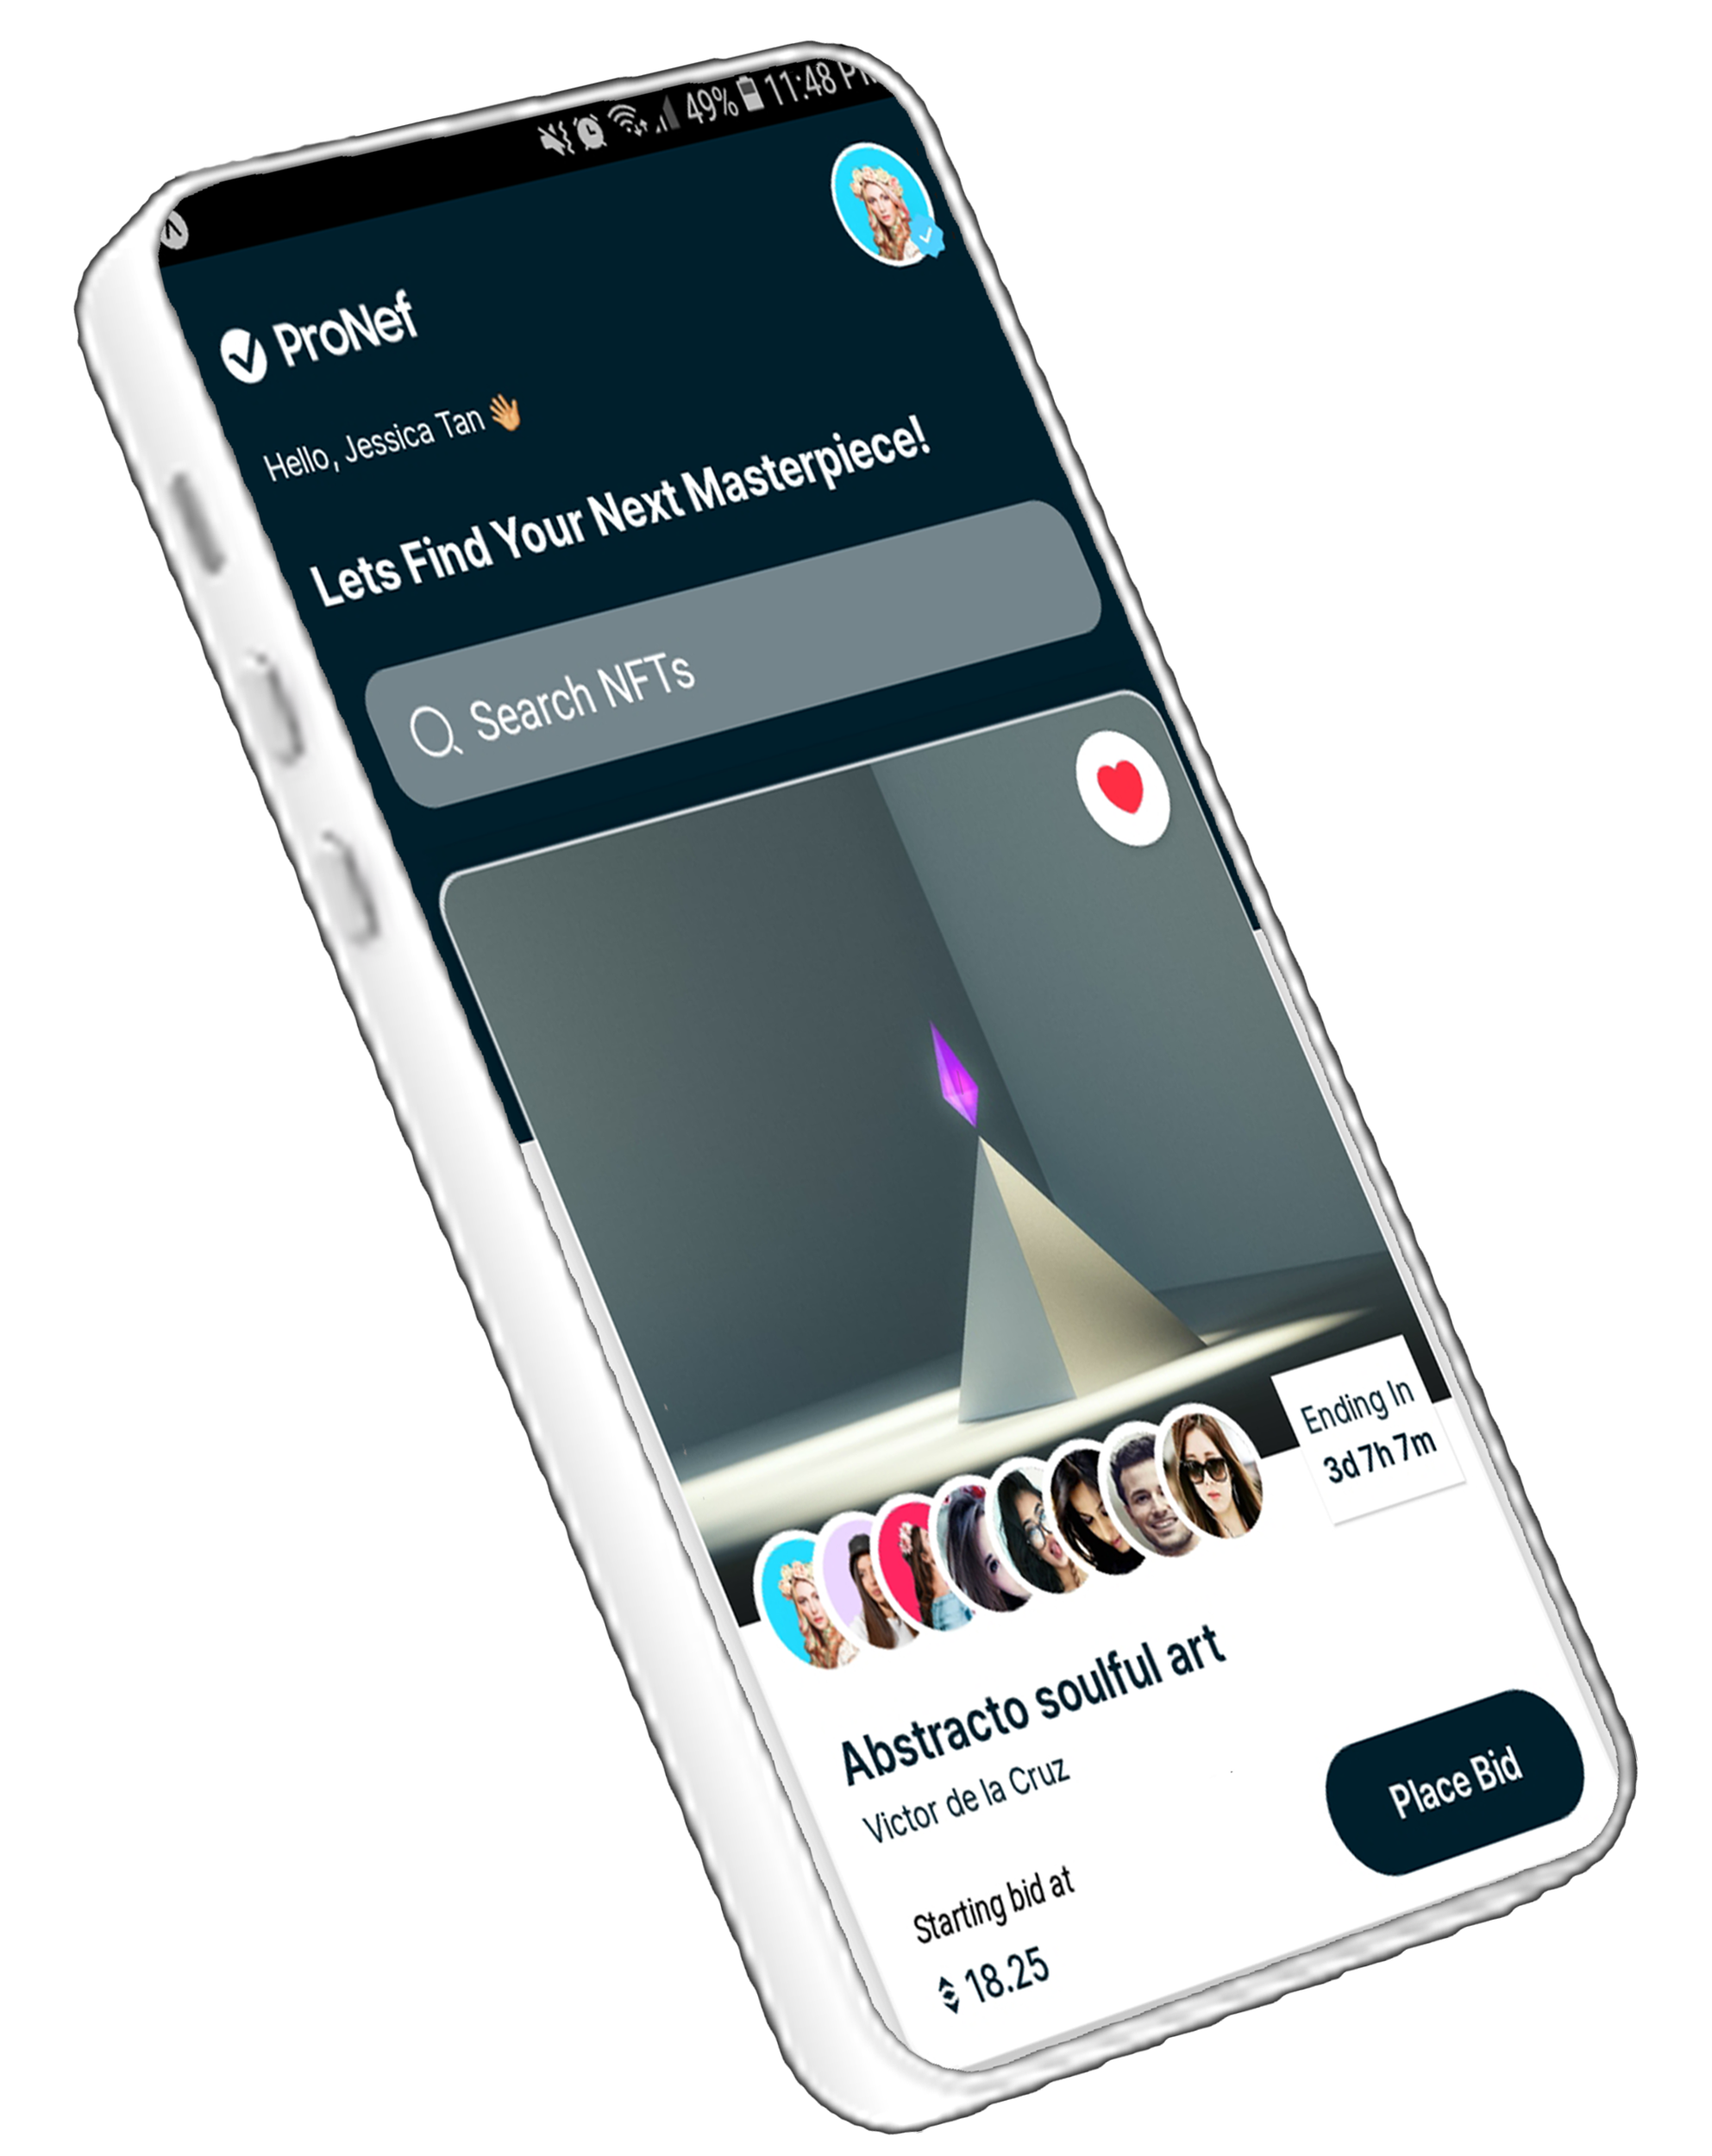 49% 11:48 PM
ProNef
Hello, Jessica Tan 👋
Lets Find Your Next Masterpiece!
Search NFTs
Ending In
3d 7h 7m
Abstracto soulful art
Victor de la Cruz
Starting bid at
18.25
Place Bid